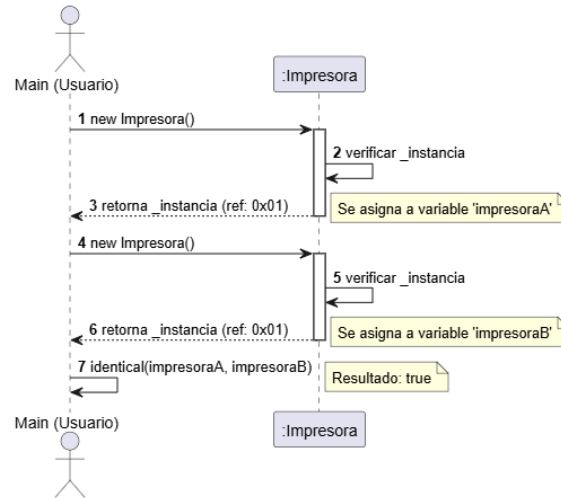 Main (Usuario)
:Impresora
1 new Impresora()
2 verificar _instancia
3 retorna _instancia (ref: 0x01)
Se asigna a variable 'impresoraA'
4 new Impresora()
5 verificar _instancia
6 retorna _instancia (ref: 0x01)
Se asigna a variable 'impresoraB'
7 identical(impresoraA, impresoraB)
Resultado: true
Main (Usuario)
:Impresora